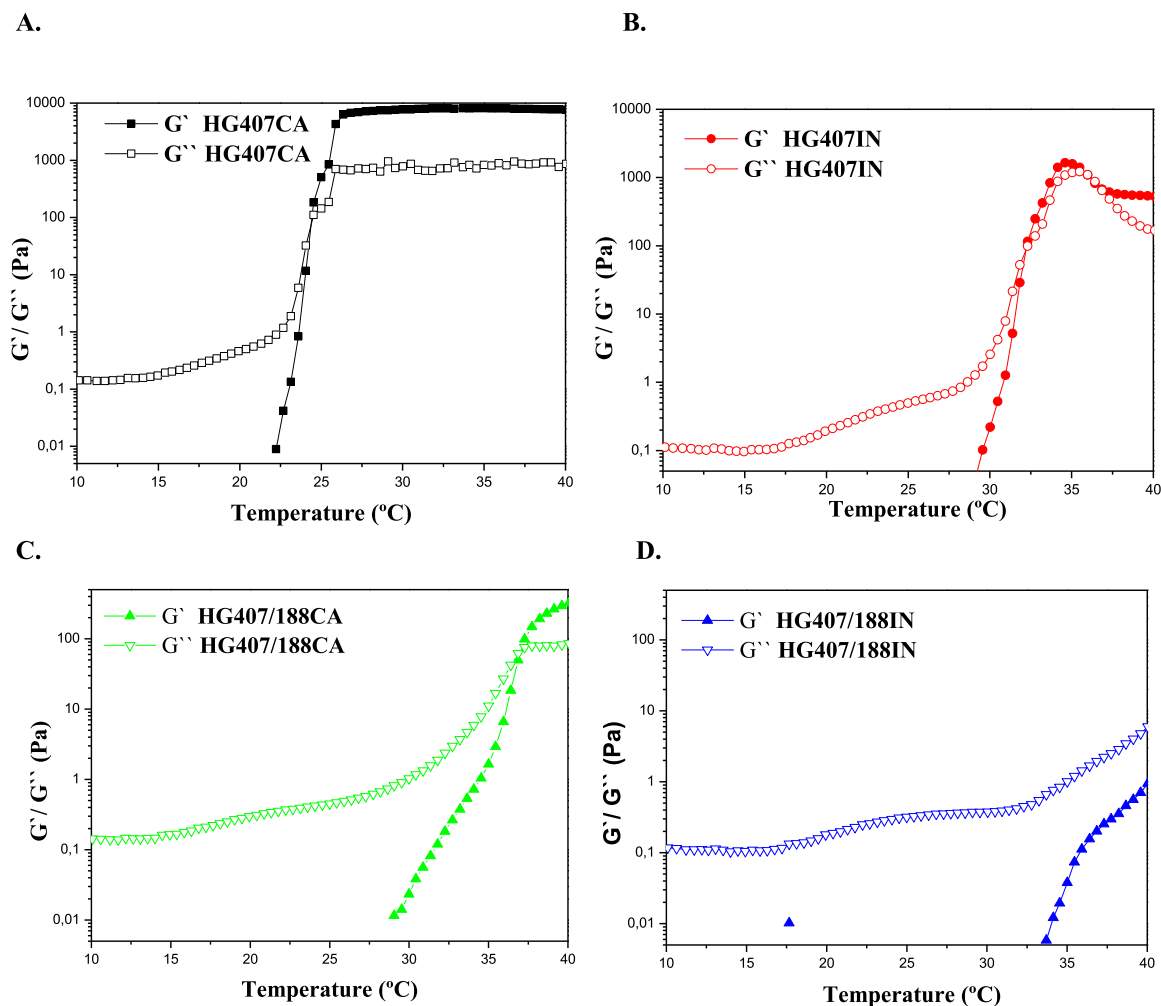 A.
10000
1000
100
10
1
0,1
0,01
G` HG407CA
G`` HG407CA
G`/ G`` (Pa)
10 15 20 25 30 35 40
Temperature (ºC)
B.
10000
1000
100
10
1
0,1
G` HG407IN
G`` HG407IN
G`/ G`` (Pa)
10 15 20 25 30 35 40
Temperature (ºC)
C.
100
10
1
0,1
0,01
G` HG407/188CA
G`` HG407/188CA
G`/ G`` (Pa)
10 15 20 25 30 35 40
Temperature (ºC)
D.
100
10
1
0,1
0,01
G` HG407/188IN
G`` HG407/188IN
G`/ G`` (Pa)
10 15 20 25 30 35 40
Temperature (ºC)